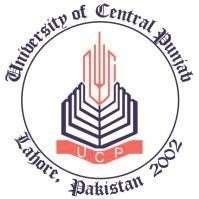 University of Central Punjab
UCP
Lahore, Pakistan 2002